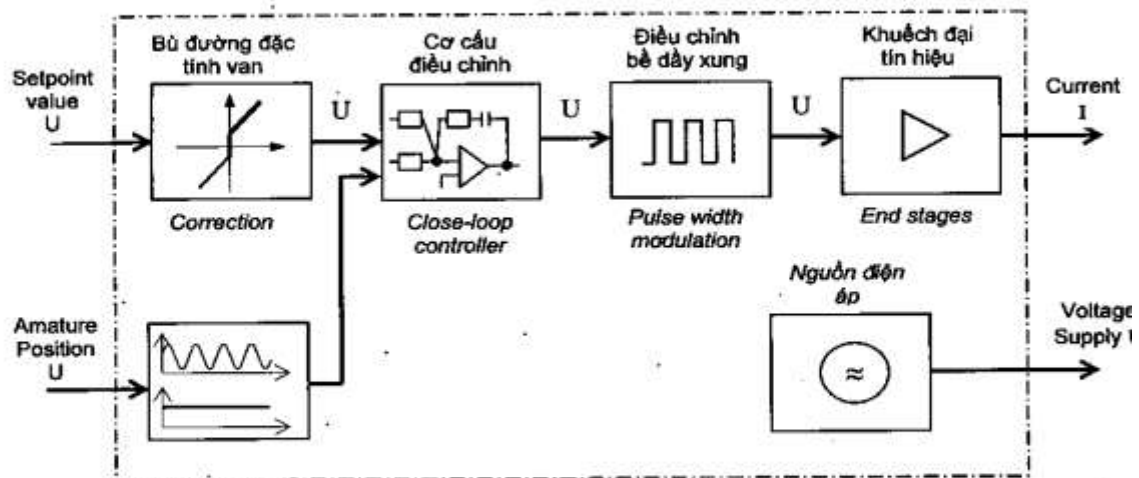 Bù đường đặc
tính van
Cơ cấu
điều chỉnh
Điều chỉnh
bề dầy xung
Khuếch đại
tín hiệu
Setpoint
value
U
U
U
U
Current
I
Correction
Close-loop
controller
Pulse width
modulation
End stages
Nguồn điện
áp
Amature
Position
U
≈
Voltage
Supply